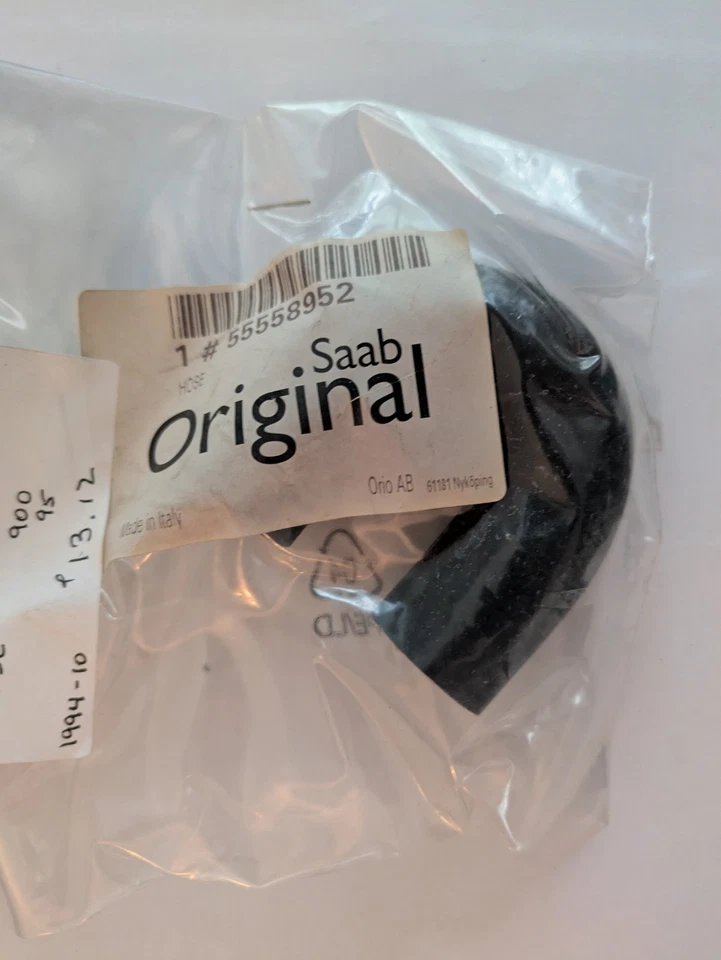 1 # 55558952
HOSE
Saab
Original
Orio AB 61181 Nyköping
Made in Italy
900
95
13.12
1994-10